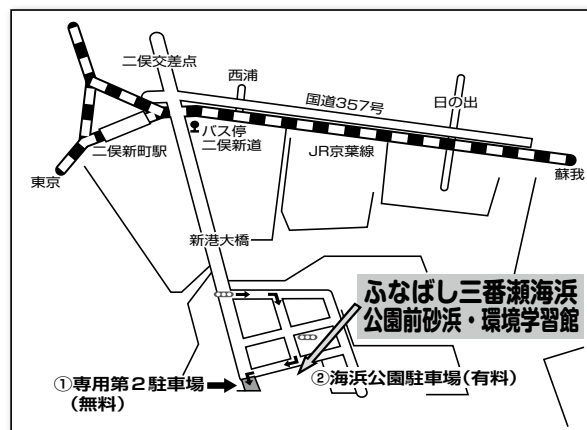 二俣交差点
西浦
国道357号
日の出
バス停
二俣新道
二俣新町駅
JR京葉線
蘇我
東京
新港大橋
ふなばし三番瀬海浜
公園前砂浜・環境学習館
①専用第2駐車場
(無料)
②海浜公園駐車場(有料)